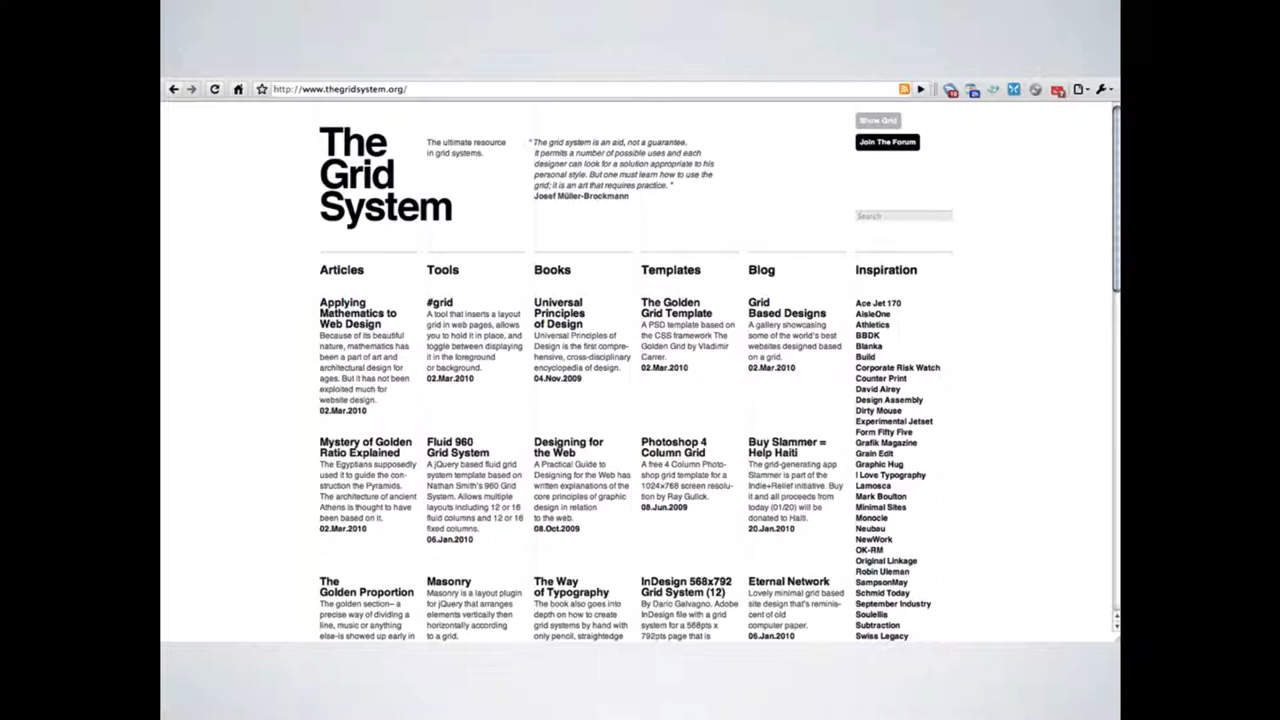 http://www.thegridsystem.org/
The
Grid
System
The ultimate resource
in grid systems.
" The grid system is an aid, not a guarantee.
It permits a number of possible uses and each
designer can look for a solution appropriate to his
personal style. But one must learn how to use the
grid; it is an art that requires practice. "
Josef Müller-Brockmann
Show Grid
Join The Forum
Search
Articles
Applying
Mathematics to
Web Design
Because of its beautiful
nature, mathematics has
been a part of art and
architectural design for
ages. But it has not been
exploited much for
website design.
02.Mar.2010
Mystery of Golden
Ratio Explained
The Egyptians supposedly
used it to guide the con-
struction the Pyramids.
The architecture of ancient
Athens is thought to have
been based on it.
02.Mar.2010
The
Golden Proportion
The golden section– a
precise way of dividing a
line, music or anything
else–is showed up early in
Tools
#grid
A tool that inserts a layout
grid in web pages, allows
you to hold it in place, and
toggle between displaying
it in the foreground
or background.
02.Mar.2010
Fluid 960
Grid System
A jQuery based fluid grid
system template based on
Nathan Smith's 960 Grid
System. Allows multiple
layouts including 12 or 16
fluid columns and 12 or 16
fixed columns.
06.Jan.2010
Masonry
Masonry is a layout plugin
for jQuery that arranges
elements vertically then
horizontally according
to a grid.
Books
Universal
Principles
of Design
Universal Principles of
Design is the first compre-
hensive, cross-disciplinary
encyclopedia of design.
04.Nov.2009
Designing for
the Web
A Practical Guide to
Designing for the Web has
written explanations of the
core principles of graphic
design in relation
to the web.
08.Oct.2009
The Way
of Typography
The book also goes into
depth on how to create
grid systems by hand with
only pencil, straightedge
Templates
The Golden
Grid Template
A PSD template based on
the CSS framework The
Golden Grid by Vladimir
Carrer.
02.Mar.2010
Photoshop 4
Column Grid
A free 4 Column Photo-
shop grid template for a
1024x768 screen resolu-
tion by Ray Gulick.
08.Jun.2009
InDesign 568x792
Grid System (12)
By Dario Galvagno. Adobe
InDesign file with a grid
system for a 568pts x
792pts page that is
Blog
Grid
Based Designs
A gallery showcasing
some of the world's best
websites designed based
on a grid.
02.Mar.2010
Buy Slammer =
Help Haiti
The grid-generating app
Slammer is part of the
Indie+Relief initiative. Buy
it and all proceeds from
today (01/20) will be
donated to Haiti.
20.Jan.2010
Eternal Network
Lovely minimal grid based
site design that's reminis-
cent of old
computer paper.
06.Jan.2010
Inspiration
Ace Jet 170
AisleOne
Athletics
BBDK
Blanka
Build
Corporate Risk Watch
Counter Print
David Airey
Design Assembly
Dirty Mouse
Experimental Jetset
Form Fifty Five
Grafik Magazine
Grain Edit
Graphic Hug
I Love Typography
Lamosca
Mark Boulton
Minimal Sites
Monocle
Neubau
NewWork
OK-RM
Original Linkage
Robin Uleman
SampsonMay
Schmid Today
September Industry
Soulellis
Subtraction
Swiss Legacy